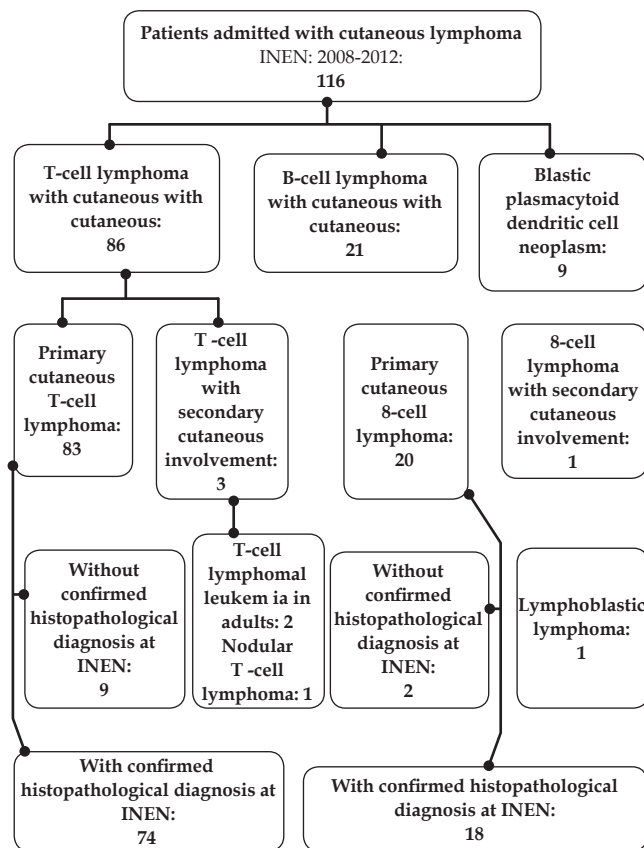 Patients admitted with cutaneous lymphoma
INEN: 2008-2012:
116
T-cell lymphoma
with cutaneous with
cutaneous:
86
B-cell lymphoma
with cutaneous with
cutaneous:
21
Blastic
plasmacytoid
dendritic cell
neoplasm:
9
Primary
cutaneous
T-cell
lymphoma:
83
T -cell
lymphoma
with
secondary
cutaneous
involvement:
3
Primary
cutaneous
8-cell
lymphoma:
20
8-cell
lymphoma
with secondary
cutaneous
involvement:
1
Without
confirmed
histopathological
diagnosis at
INEN:
9
T-cell
lymphomal
leukem ia in
adults: 2
Nodular
T -cell
lymphoma: 1
Without
confirmed
histopathological
diagnosis at
INEN:
2
Lymphoblastic
lymphoma:
1
With confirmed
histopathological diagnosis at
INEN:
74
With confirmed histopathological
diagnosis at INEN:
18